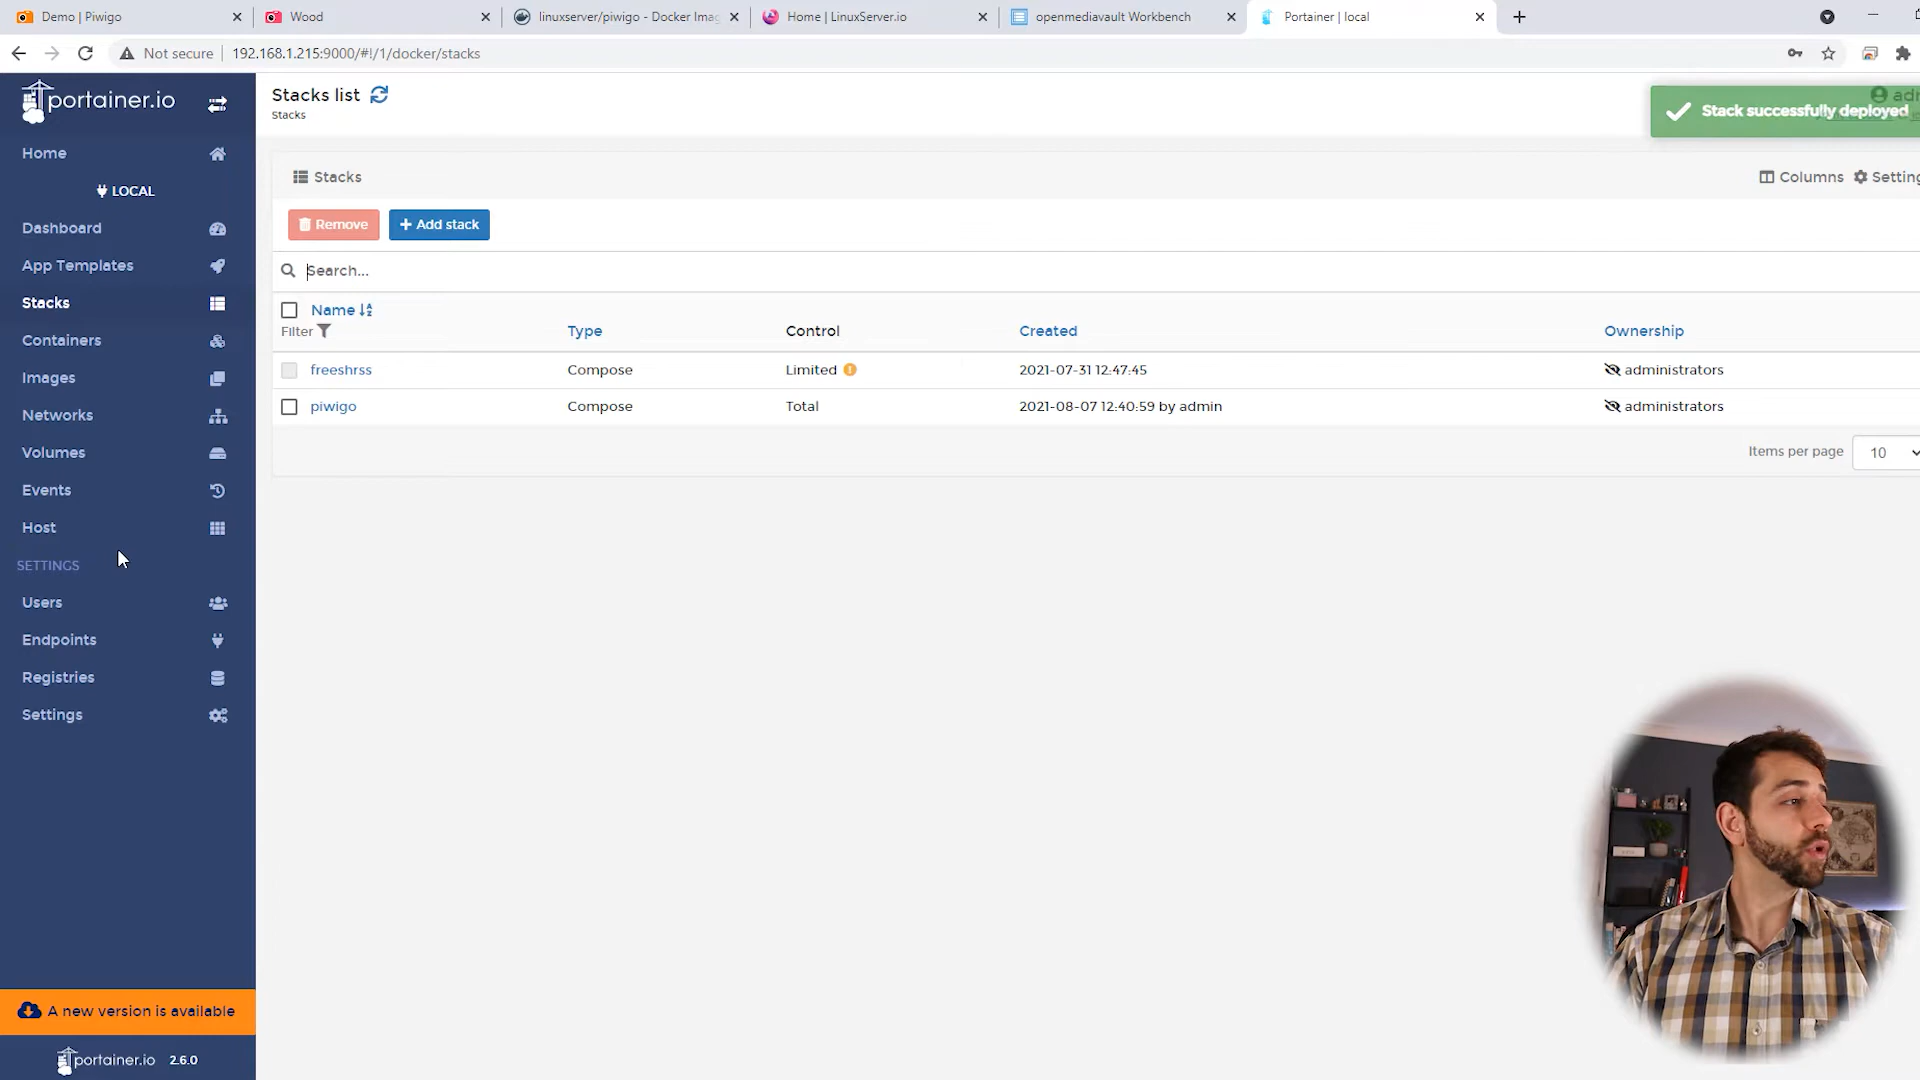 Demo | Piwigo
Wood
linuxserver/piwigo - Docker Imag
Home | LinuxServer.io
openmediavault Workbench
Portainer | local
Not secure
192.168.1.215:9000/#!/1/docker/stacks
portainer.io
Stacks list
Stacks
Stack successfully deployed
Home
LOCAL
Dashboard
App Templates
Stacks
Containers
Images
Networks
Volumes
Events
Host
SETTINGS
Users
Endpoints
Registries
Settings
A new version is available
portainer.io 2.6.0
Stacks
Columns
Setting
Remove
Add stack
Search...
Name
Filter
Type
Control
Created
Ownership
freeshrss
Compose
Limited
2021-07-31 12:47:45
administrators
piwigo
Compose
Total
2021-08-07 12:40:59 by admin
administrators
Items per page
10